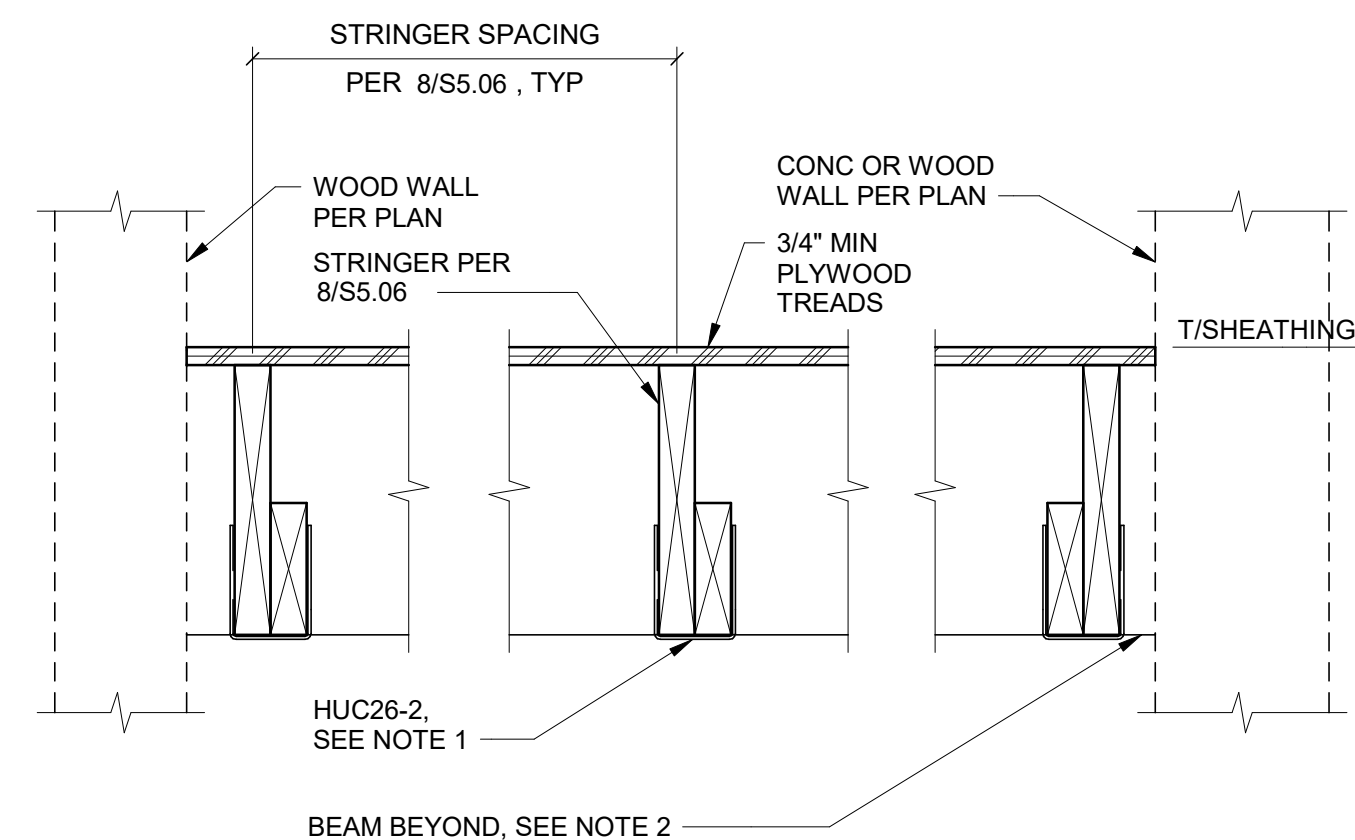 STRINGER SPACING
PER 8/S5.06 , TYP
WOOD WALL
PER PLAN
STRINGER PER
8/S5.06
CONC OR WOOD
WALL PER PLAN
3/4" MIN
PLYWOOD
TREADS
T/SHEATHING
HUC26-2,
SEE NOTE 1
BEAM BEYOND, SEE NOTE 2